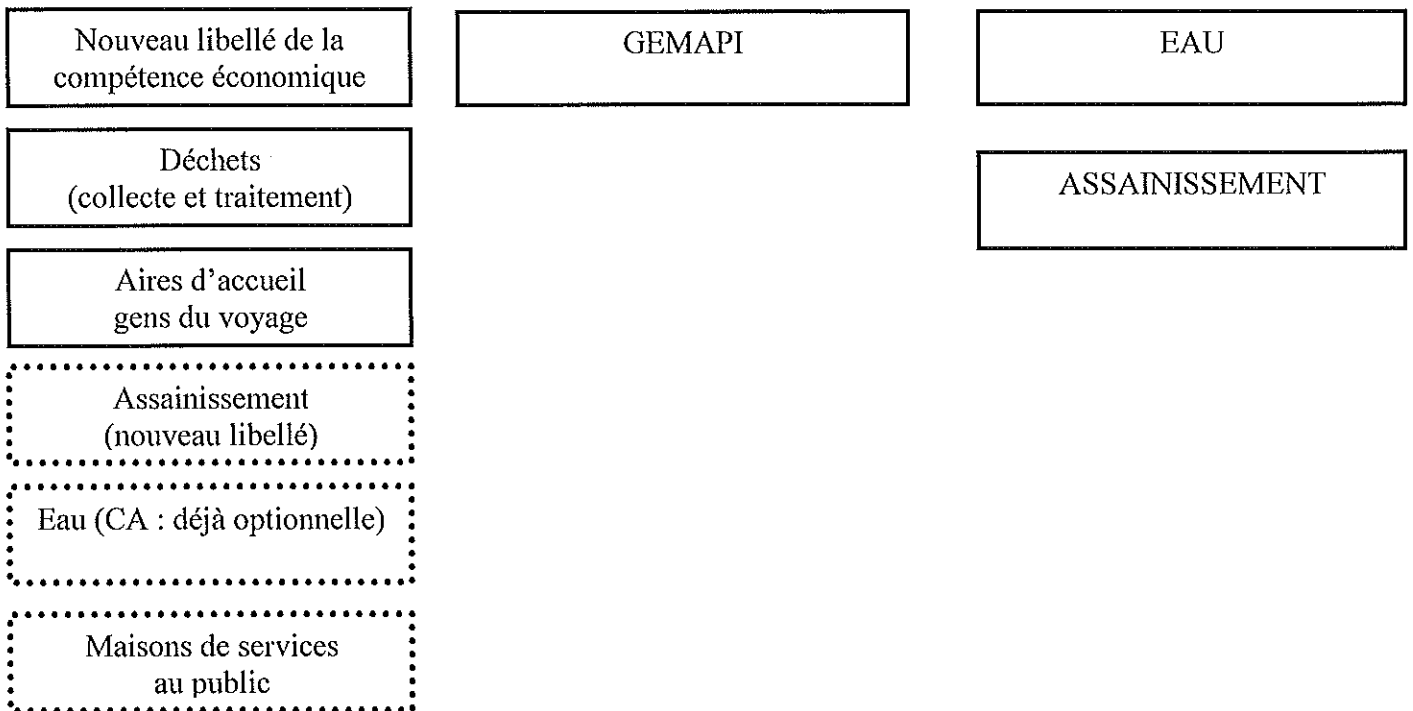 Nouveau libellé de la
compétence économique
Déchets
(collecte et traitement)
Aires d’accueil
gens du voyage
Assainissement
(nouveau libellé)
Eau (CA : déjà optionnelle)
Maisons de services
au public
GEMAPI
EAU
ASSAINISSEMENT